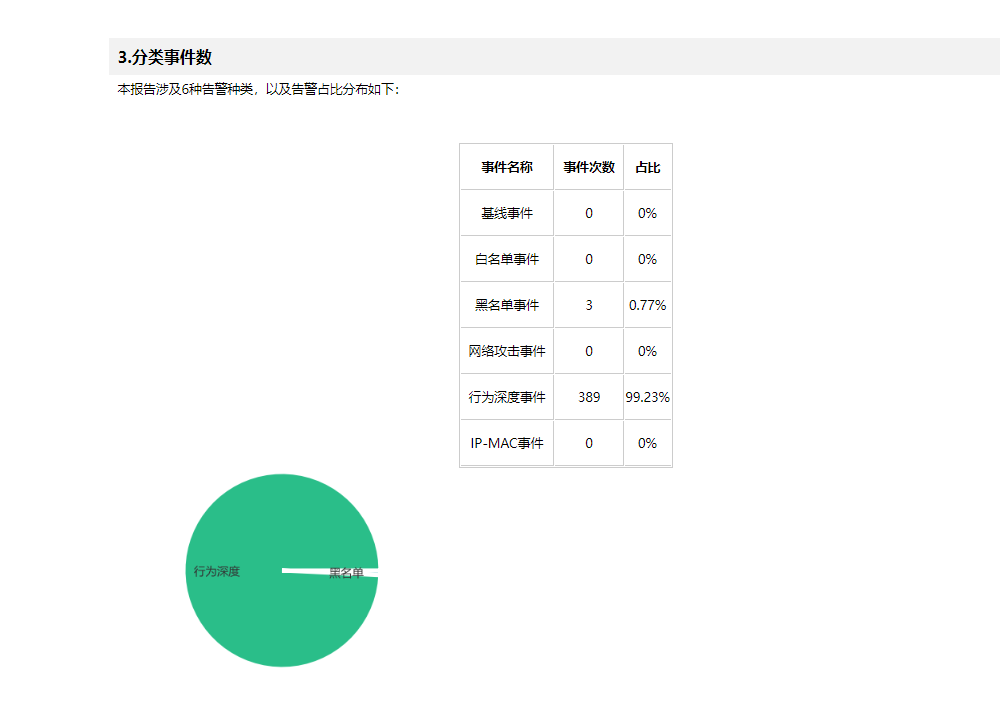 3.分类事件数
本报告涉及6种告警种类，以及告警占比分布如下：
事件名称 事件次数 占比
基线事件 0 0%
白名单事件 0 0%
黑名单事件 3 0.77%
网络攻击事件 0 0%
行为深度事件 389 99.23%
IP-MAC事件 0 0%
行为深度 黑名单